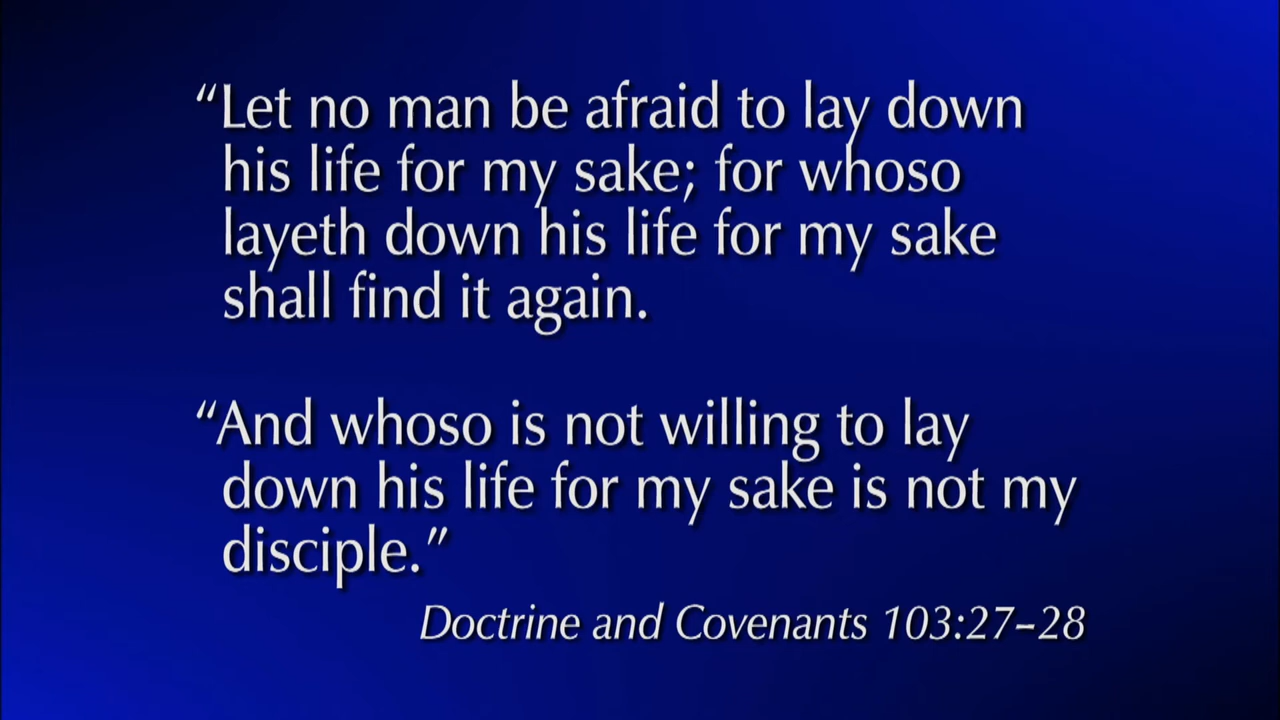 “Let no man be afraid to lay down
his life for my sake; for whoso
layeth down his life for my sake
shall find it again.
“And whoso is not willing to lay
down his life for my sake is not my
disciple.”
Doctrine and Covenants 103:27–28